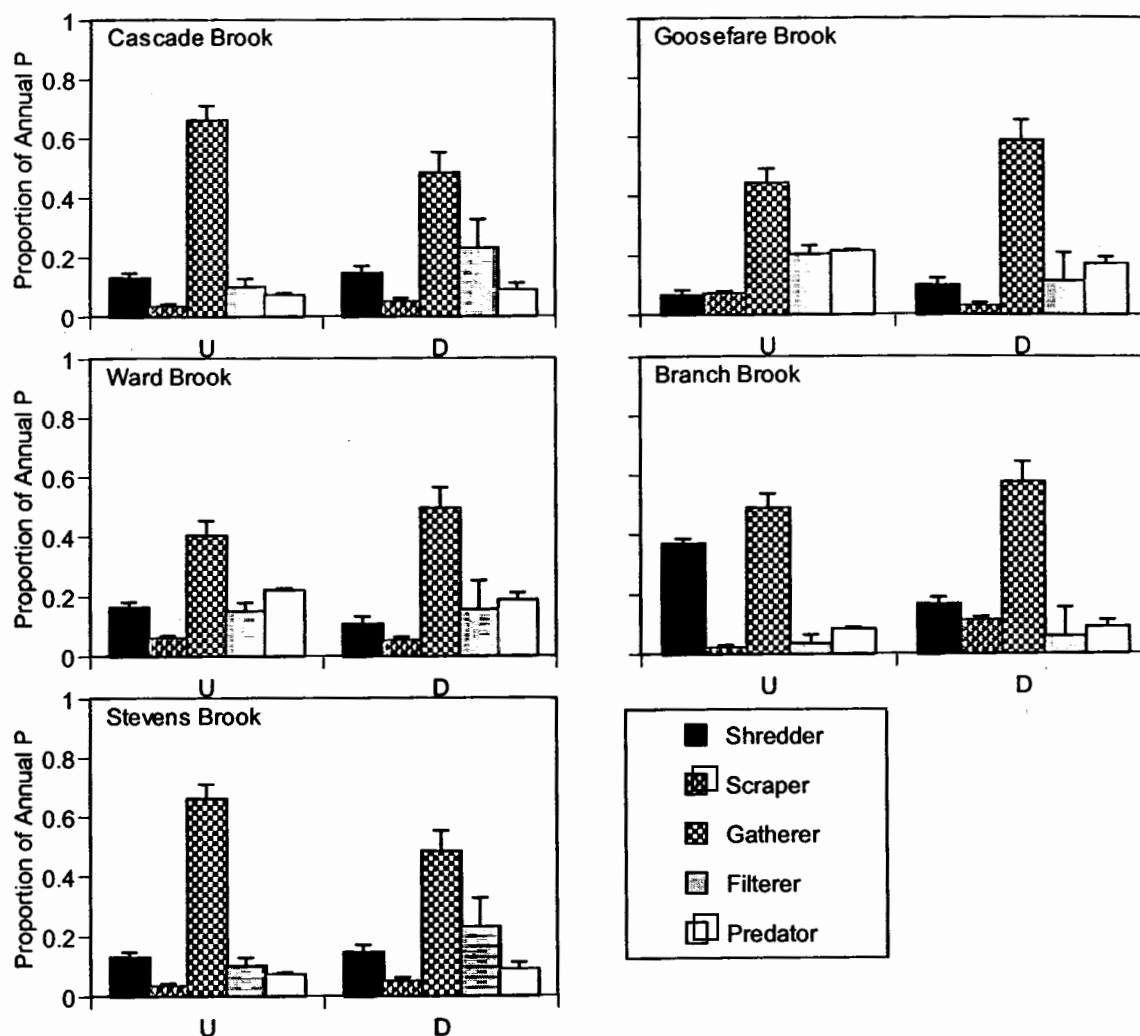 Cascade Brook
Proportion of Annual P
1
0.8
0.6
0.4
0.2
0
U
D
Goosefare Brook
U
D
Ward Brook
Proportion of Annual P
1
0.8
0.6
0.4
0.2
0
U
D
Branch Brook
U
D
Stevens Brook
Proportion of Annual P
1
0.8
0.6
0.4
0.2
0
U
D
Shredder
Scraper
Gatherer
Filterer
Predator